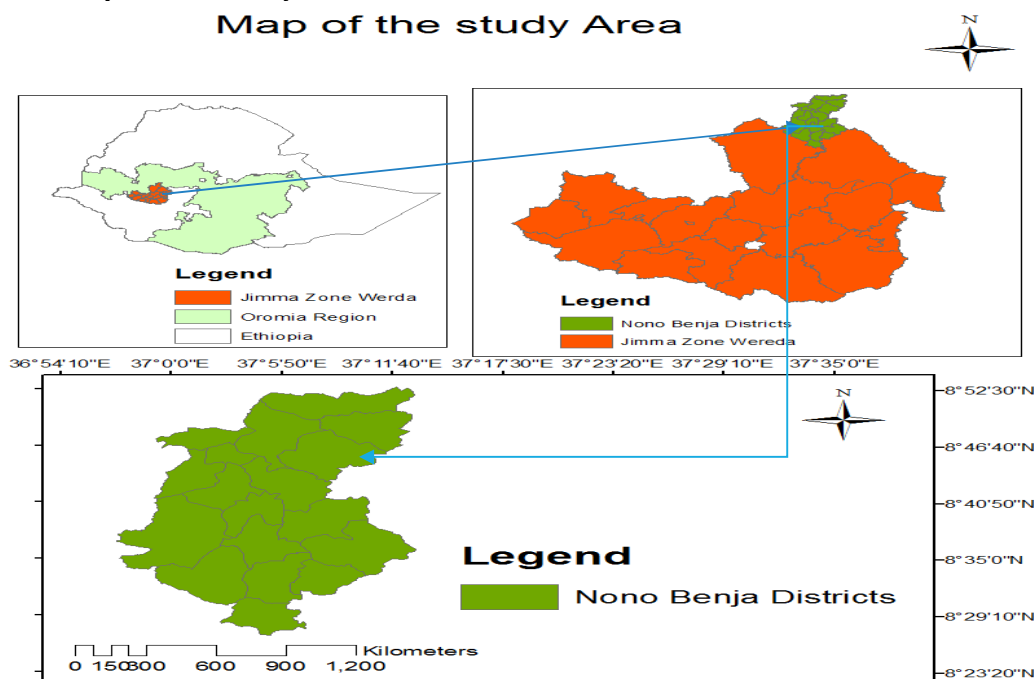 Map of the study Area
N
Legend
Jimma Zone Werda
Oromia Region
Ethiopia
Legend
Nono Benja Districts
Jimma Zone Wereda
36°54'10"E 37°0'0"E 37°5'50"E 37°11'40"E 37°17'30"E 37°23'20"E 37°29'10"E 37°35'0"E
N
8°52'30"N
8°46'40"N
8°40'50"N
8°35'0"N
8°29'10"N
8°23'20"N
Legend
Nono Benja Districts
Kilometers
0 150300 600 900 1,200